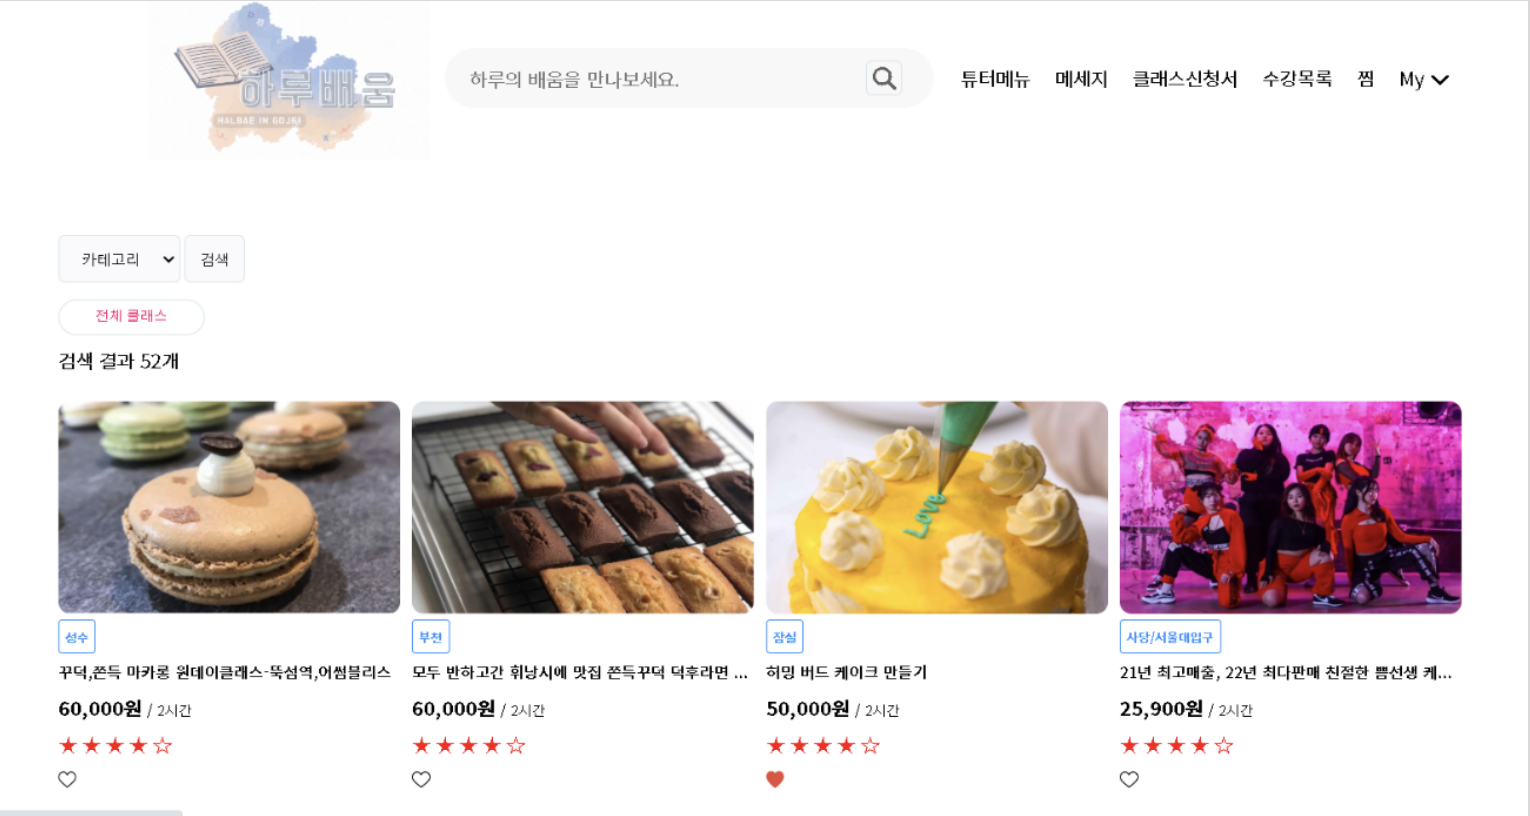 하루배움
HALBAE IN GOJ64
하루의 배움을 만나보세요.
튜터메뉴 메세지 클래스신청서 수강목록 찜 My
카테고리 검색
전체 클래스
검색 결과 52개
Love
성수
꾸덕,쫀득 마카롱 원데이클래스-뚝섬역,어썸블리스
60,000원 / 2시간
★★★★☆
부천
모두 반하고간 휘낭시에 맛집 쫀득꾸덕 덕후라면 ...
60,000원 / 2시간
★★★★☆
잠실
허밍 버드 케이크 만들기
50,000원 / 2시간
★★★★☆
사당/서울대입구
21년 최고매출, 22년 최다판매 친절한 쁨선생 케...
25,900원 / 2시간
★★★★☆